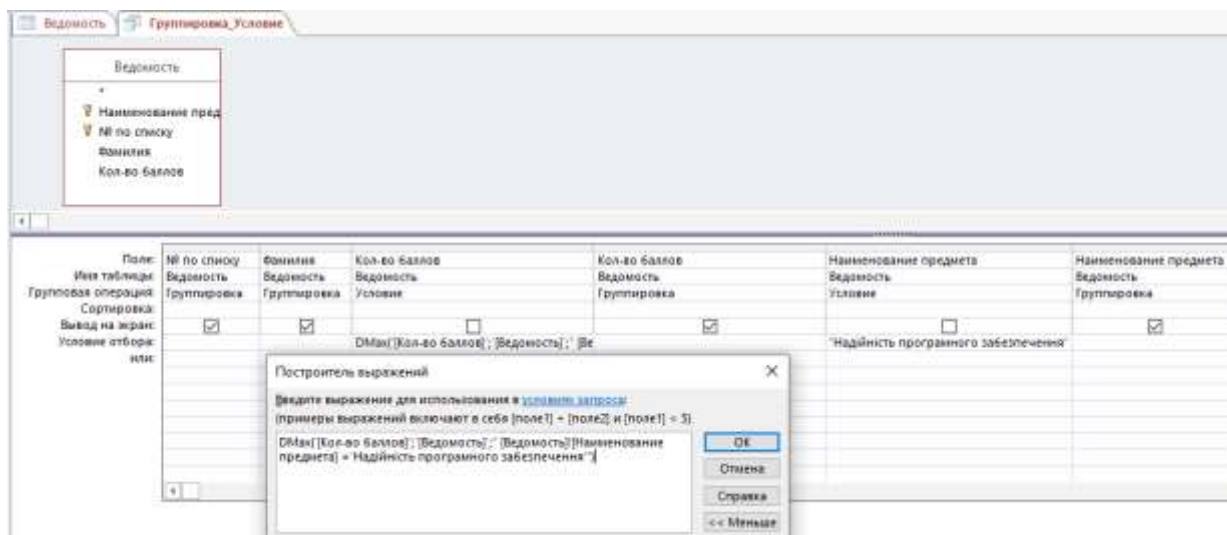 Ведомость Группировка_Условие
Ведомость
*
Наименование пред
№ по списку
Фамилия
Кол-во баллов
Поле: № по списку Фамилия Кол-во баллов Кол-во баллов Наименование предмета Наименование предмета
Имя таблицы: Ведомость Ведомость Ведомость Ведомость Ведомость Ведомость
Групповая операция: Группировка Группировка Условие Группировка Условие Группировка
Сортировка:
Вывод на экран:
Условие отбора: DMax("[Кол-во баллов]";"[Ведомость]";" [Ве "Надійність програмного забезпечення"
или:
Построитель выражений
Введите выражение для использования в условиях запроса:
(примеры выражений включают в себя [поле1] + [поле2] и [поле1] < 5)
DMax("[Кол-во баллов]";"[Ведомость]";" [Ведомость]![Наименование
предмета] = 'Надійність програмного забезпечення'")
ОК
Отмена
Справка
<< Меньше